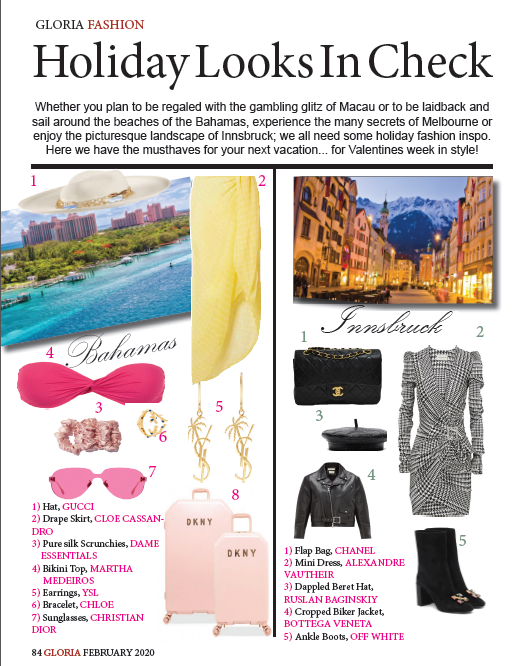 GLORIA FASHION
Holiday Looks In Check
Whether you plan to be regaled with the gambling glitz of Macau or to be laidback and
sail around the beaches of the Bahamas, experience the many secrets of Melbourne or
enjoy the picturesque landscape of Innsbruck; we all need some holiday fashion inspo.
Here we have the musthaves for your next vacation... for Valentines week in style!
1
2
Bahamas
4
3
6
5
7
8
DKNY
DKNY
1) Hat, GUCCI
2) Drape Skirt, CLOE CASSAN-
DRO
3) Pure silk Scrunchies, DAME
ESSENTIALS
4) Bikini Top, MARTHA
MEDEIROS
5) Earrings, YSL
6) Bracelet, CHLOE
7) Sunglasses, CHRISTIAN
DIOR
Innsbruck
1
2
3
4
5
1) Flap Bag, CHANEL
2) Mini Dress, ALEXANDRE
VAUTHEIR
3) Dappled Beret Hat,
RUSLAN BAGINSKIY
4) Cropped Biker Jacket,
BOTTEGA VENETA
5) Ankle Boots, OFF WHITE
84 GLORIA FEBRUARY 2020